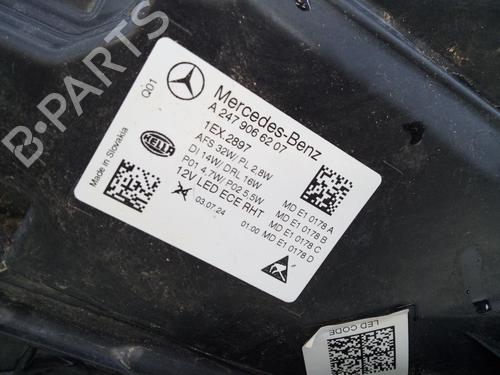 Q01
Mercedes-Benz
A 247 906 62 07
1EX.2897
AFS 32W/ PL 2,8W
DI 14W/ DRL 16W
P01 4,7W/ P02 5,5W
12V LED ECE RHT
HELLA
Made in Slovakia
03.07.24
01.00
MD E1 0178 A
MD E1 0178 B
MD E1 0178 C
MD E1 0178 D
LED CODE
B-PARTS